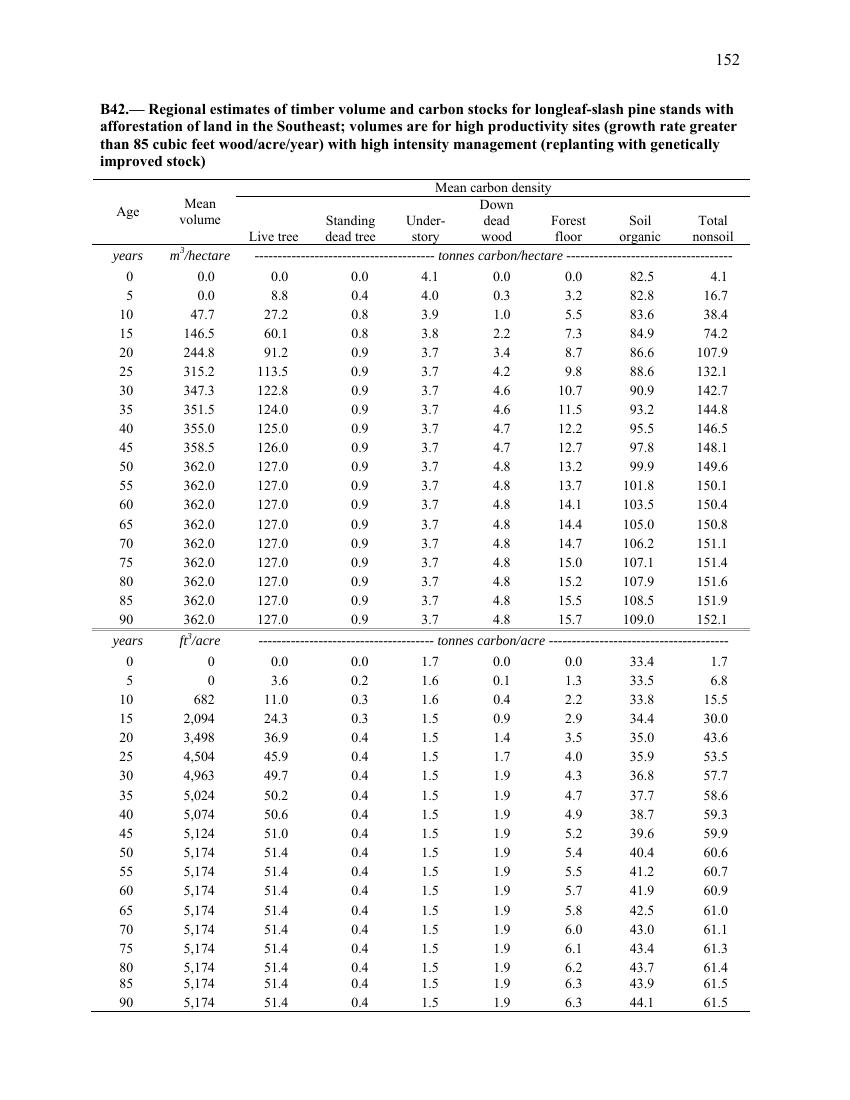 152
B42.— Regional estimates of timber volume and carbon stocks for longleaf-slash pine stands with
afforestation of land in the Southeast; volumes are for high productivity sites (growth rate greater
than 85 cubic feet wood/acre/year) with high intensity management (replanting with genetically
improved stock)
Mean carbon density
Age Mean volume Live tree Standing dead tree Under- story Down dead wood Forest floor Soil organic Total nonsoil
years m³/hectare ---------------------------------------- tonnes carbon/hectare -------------------------------------
0 0.0 0.0 0.0 4.1 0.0 0.0 82.5 4.1
5 0.0 8.8 0.4 4.0 0.3 3.2 82.8 16.7
10 47.7 27.2 0.8 3.9 1.0 5.5 83.6 38.4
15 146.5 60.1 0.8 3.8 2.2 7.3 84.9 74.2
20 244.8 91.2 0.9 3.7 3.4 8.7 86.6 107.9
25 315.2 113.5 0.9 3.7 4.2 9.8 88.6 132.1
30 347.3 122.8 0.9 3.7 4.6 10.7 90.9 142.7
35 351.5 124.0 0.9 3.7 4.6 11.5 93.2 144.8
40 355.0 125.0 0.9 3.7 4.7 12.2 95.5 146.5
45 358.5 126.0 0.9 3.7 4.7 12.7 97.8 148.1
50 362.0 127.0 0.9 3.7 4.8 13.2 99.9 149.6
55 362.0 127.0 0.9 3.7 4.8 13.7 101.8 150.1
60 362.0 127.0 0.9 3.7 4.8 14.1 103.5 150.4
65 362.0 127.0 0.9 3.7 4.8 14.4 105.0 150.8
70 362.0 127.0 0.9 3.7 4.8 14.7 106.2 151.1
75 362.0 127.0 0.9 3.7 4.8 15.0 107.1 151.4
80 362.0 127.0 0.9 3.7 4.8 15.2 107.9 151.6
85 362.0 127.0 0.9 3.7 4.8 15.5 108.5 151.9
90 362.0 127.0 0.9 3.7 4.8 15.7 109.0 152.1
years ft³/acre --------------------------------------- tonnes carbon/acre ----------------------------------------
0 0 0.0 0.0 1.7 0.0 0.0 33.4 1.7
5 0 3.6 0.2 1.6 0.1 1.3 33.5 6.8
10 682 11.0 0.3 1.6 0.4 2.2 33.8 15.5
15 2,094 24.3 0.3 1.5 0.9 2.9 34.4 30.0
20 3,498 36.9 0.4 1.5 1.4 3.5 35.0 43.6
25 4,504 45.9 0.4 1.5 1.7 4.0 35.9 53.5
30 4,963 49.7 0.4 1.5 1.9 4.3 36.8 57.7
35 5,024 50.2 0.4 1.5 1.9 4.7 37.7 58.6
40 5,074 50.6 0.4 1.5 1.9 4.9 38.7 59.3
45 5,124 51.0 0.4 1.5 1.9 5.2 39.6 59.9
50 5,174 51.4 0.4 1.5 1.9 5.4 40.4 60.6
55 5,174 51.4 0.4 1.5 1.9 5.5 41.2 60.7
60 5,174 51.4 0.4 1.5 1.9 5.7 41.9 60.9
65 5,174 51.4 0.4 1.5 1.9 5.8 42.5 61.0
70 5,174 51.4 0.4 1.5 1.9 6.0 43.0 61.1
75 5,174 51.4 0.4 1.5 1.9 6.1 43.4 61.3
80 5,174 51.4 0.4 1.5 1.9 6.2 43.7 61.4
85 5,174 51.4 0.4 1.5 1.9 6.3 43.9 61.5
90 5,174 51.4 0.4 1.5 1.9 6.3 44.1 61.5